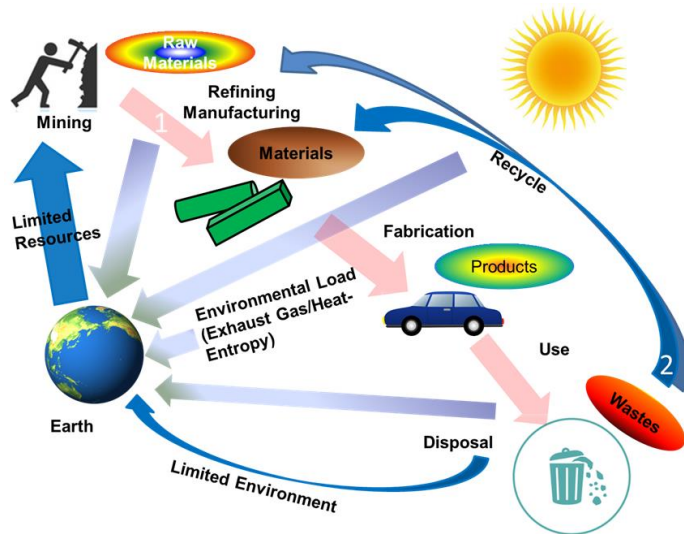 Raw
Materials
Mining
Refining
Manufacturing
1
Materials
Recycle
Limited
Resources
Fabrication
Products
Environmental Load
(Exhaust Gas/Heat-
Entropy)
Use
2
Wastes
Earth
Disposal
Limited Environment